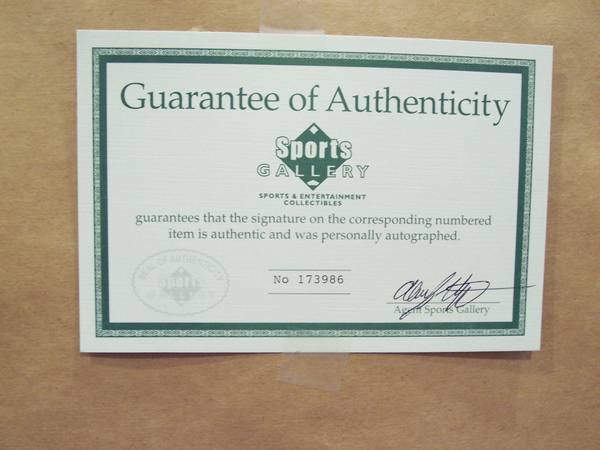 Guarantee of Authenticity
Sports
GALLERY
SPORTS & ENTERTAINMENT
COLLECTIBLES
guarantees that the signature on the corresponding numbered
item is authentic and was personally autographed.
SEAL OF AUTHENTICITY
Sports
No 173986
Agent Sports Gallery